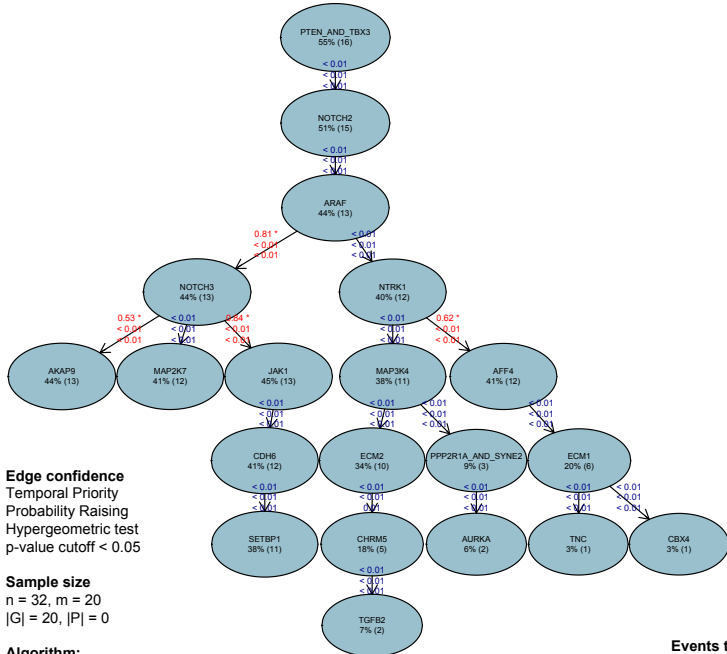 PTEN_AND_TBX3
55% (16)
< 0.01
< 0.01
< 0.01
NOTCH2
51% (15)
< 0.01
< 0.01
< 0.01
ARAF
44% (13)
0.81 *
< 0.01
< 0.01
< 0.01
< 0.01
< 0.01
NOTCH3
44% (13)
NTRK1
40% (12)
0.53 *
< 0.01
< 0.01
< 0.01
< 0.01
< 0.01
0.84 *
< 0.01
< 0.01
< 0.01
< 0.01
< 0.01
0.62 *
< 0.01
< 0.01
AKAP9
44% (13)
MAP2K7
41% (12)
JAK1
45% (13)
MAP3K4
38% (11)
AFF4
41% (12)
< 0.01
< 0.01
< 0.01
< 0.01
< 0.01
< 0.01
< 0.01
< 0.01
< 0.01
< 0.01
< 0.01
< 0.01
CDH6
41% (12)
ECM2
34% (10)
PPP2R1A_AND_SYNE2
9% (3)
ECM1
20% (6)
< 0.01
< 0.01
< 0.01
< 0.01
< 0.01
0.01
< 0.01
< 0.01
< 0.01
< 0.01
< 0.01
< 0.01
< 0.01
< 0.01
< 0.01
SETBP1
38% (11)
CHRM5
18% (5)
AURKA
6% (2)
TNC
3% (1)
CBX4
3% (1)
< 0.01
< 0.01
< 0.01
TGFB2
7% (2)
Edge confidence
Temporal Priority
Probability Raising
Hypergeometric test
p-value cutoff < 0.05
Sample size
n = 32, m = 20
|G| = 20, |P| = 0
Algorithm:
Events